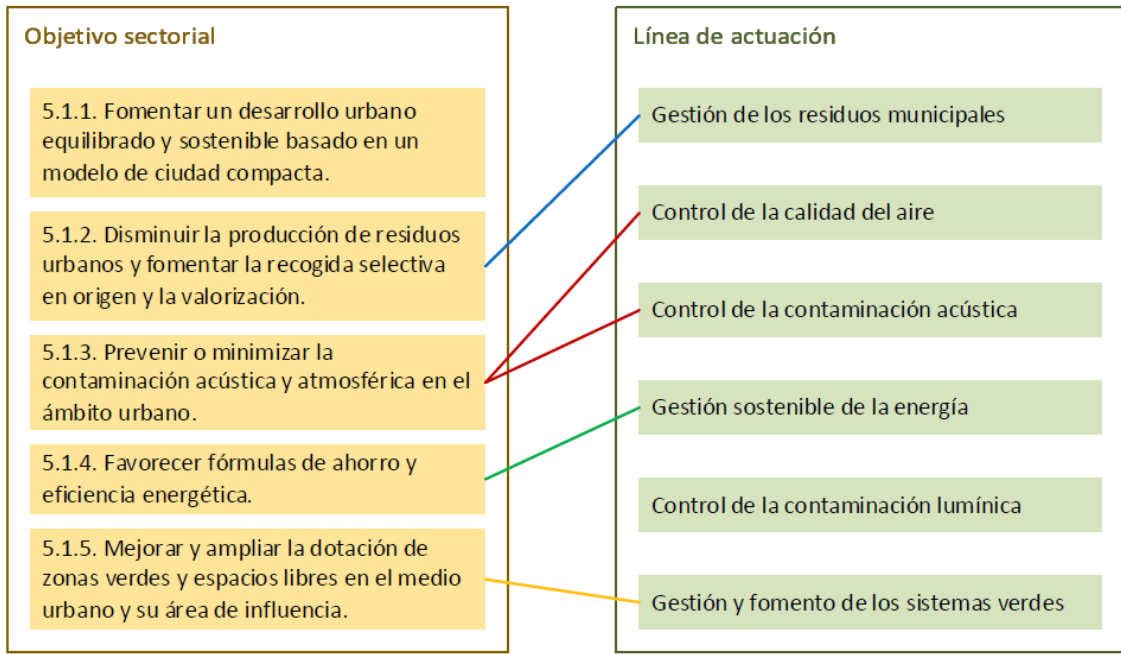 Objetivo sectorial
5.1.1. Fomentar un desarrollo urbano
equilibrado y sostenible basado en un
modelo de ciudad compacta.
5.1.2. Disminuir la producción de residuos
urbanos y fomentar la recogida selectiva
en origen y la valorización.
5.1.3. Prevenir o minimizar la
contaminación acústica y atmosférica en el
ámbito urbano.
5.1.4. Favorecer fórmulas de ahorro y
eficiencia energética.
5.1.5. Mejorar y ampliar la dotación de
zonas verdes y espacios libres en el medio
urbano y su área de influencia.
Línea de actuación
Gestión de los residuos municipales
Control de la calidad del aire
Control de la contaminación acústica
Gestión sostenible de la energía
Control de la contaminación lumínica
Gestión y fomento de los sistemas verdes